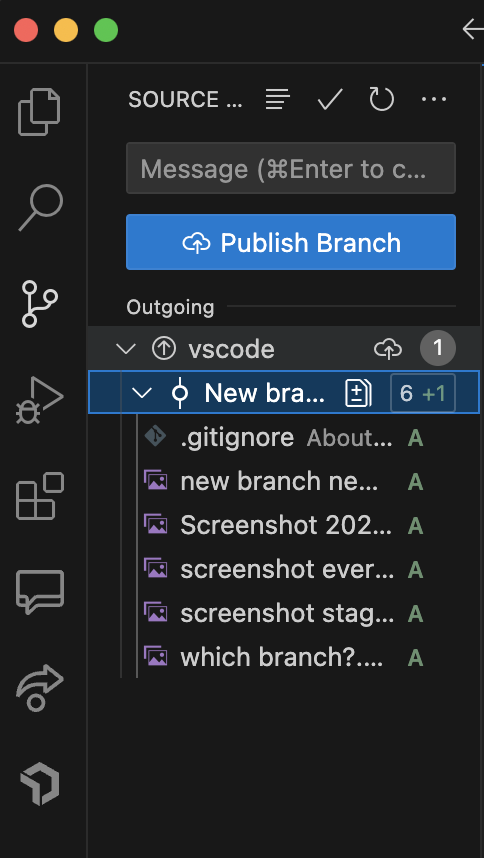 SOURCE ...
Message (⌘Enter to c...
Publish Branch
Outgoing
vscode 1
New bra... 6 +1
.gitignore About... A
new branch ne... A
Screenshot 202... A
screenshot ever... A
screenshot stag... A
which branch?.... A